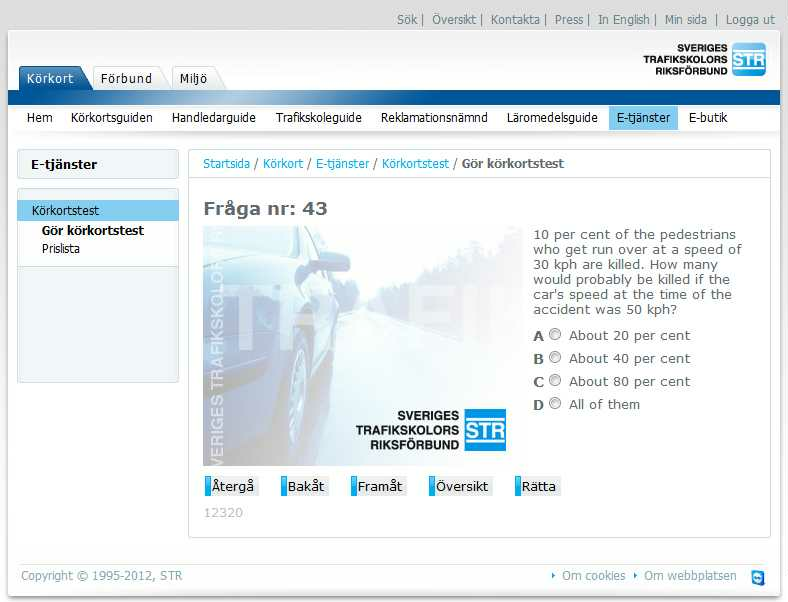 Sök | Översikt | Kontakta | Press | In English | Min sida | Logga ut
SVERIGES
TRAFIKSKOLORS
RIKSFÖRBUND
STR
Körkort Förbund Miljö
Hem Körkortsguiden Handledarguide Trafikskoleguide Reklamationsnämnd Läromedelsguide E-tjänster E-butik
E-tjänster
Körkortstest
Gör körkortstest
Prislista
Startsida / Körkort / E-tjänster / Körkortstest / Gör körkortstest
Fråga nr: 43
SVERIGES TRAFIKSKOLOR
TRAFI
SVERIGES
TRAFIKSKOLORS
RIKSFÖRBUND
STR
10 per cent of the pedestrians
who get run over at a speed of
30 kph are killed. How many
would probably be killed if the
car's speed at the time of the
accident was 50 kph?
A About 20 per cent
B About 40 per cent
C About 80 per cent
D All of them
Återgå Bakåt Framåt Översikt Rätta
12320
Copyright © 1995-2012, STR
Om cookies Om webbplatsen